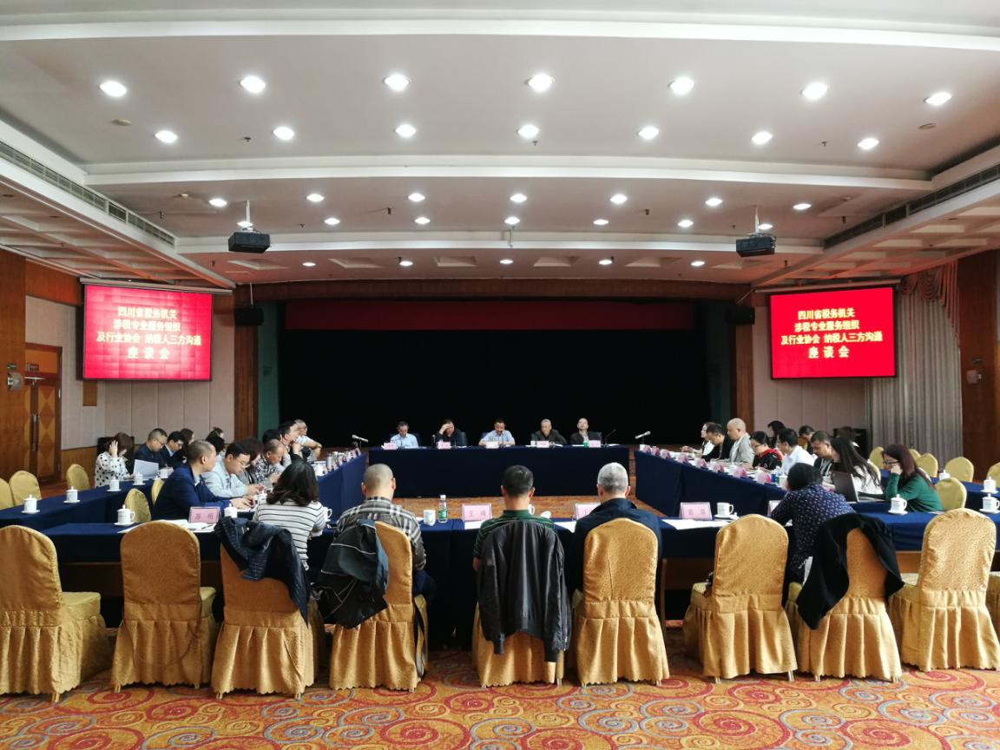 四川省税务机关
涉税专业服务组织
及行业协会 纳税人三方沟通
座 谈 会
四川省税务机关
涉税专业服务组织
及行业协会 纳税人三方沟通
座 谈 会